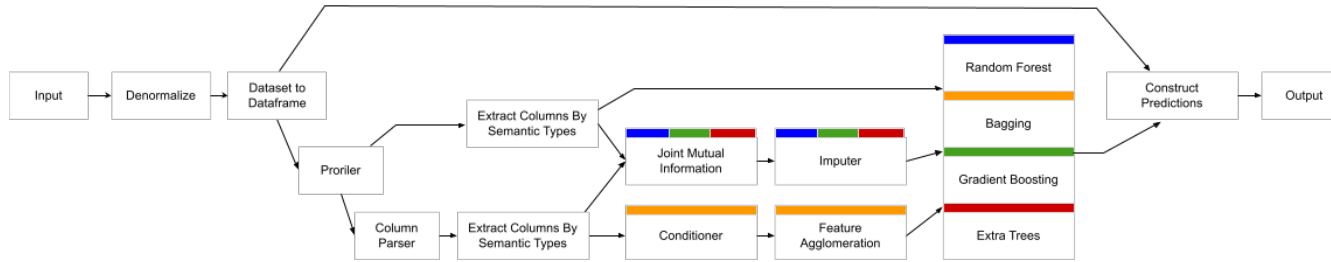 Input
Denormalize
Dataset to
Dataframe
Proriler
Column
Parser
Extract Columns By
Semantic Types
Extract Columns By
Semantic Types
Joint Mutual
Information
Imputer
Conditioner
Feature
Agglomeration
Random Forest
Bagging
Gradient Boosting
Extra Trees
Construct
Predictions
Output